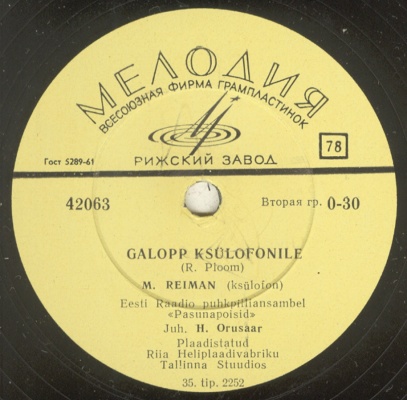 МЕЛОДИЯ
ВСЕСОЮЗНАЯ ФИРМА ГРАМПЛАСТИНОК
Гост 5289-61
РИЖСКИЙ ЗАВОД
78
42063
Вторая гр. 0-30
GALOPP KSÜLOFONILE
(R. Ploom)
M. REIMAN (ksülofon)
Eesti Raadio puhkpilliansambel
«Pasunapoisid»
Juh. H. Orusaar
Plaadistatud
Riia Heliplaadivabriku
Tallinna Stuudios
35. tip. 2252